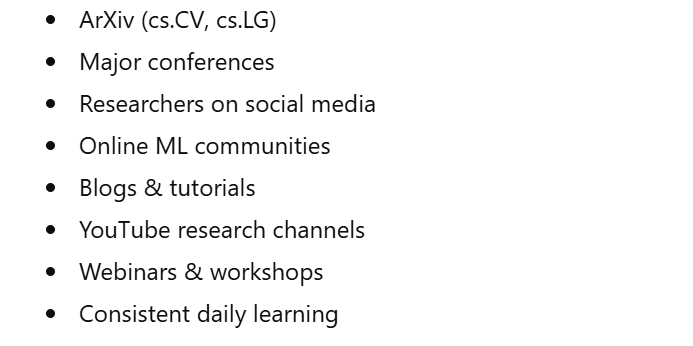 • ArXiv (cs.CV, cs.LG)
• Major conferences
• Researchers on social media
• Online ML communities
• Blogs & tutorials
• YouTube research channels
• Webinars & workshops
• Consistent daily learning